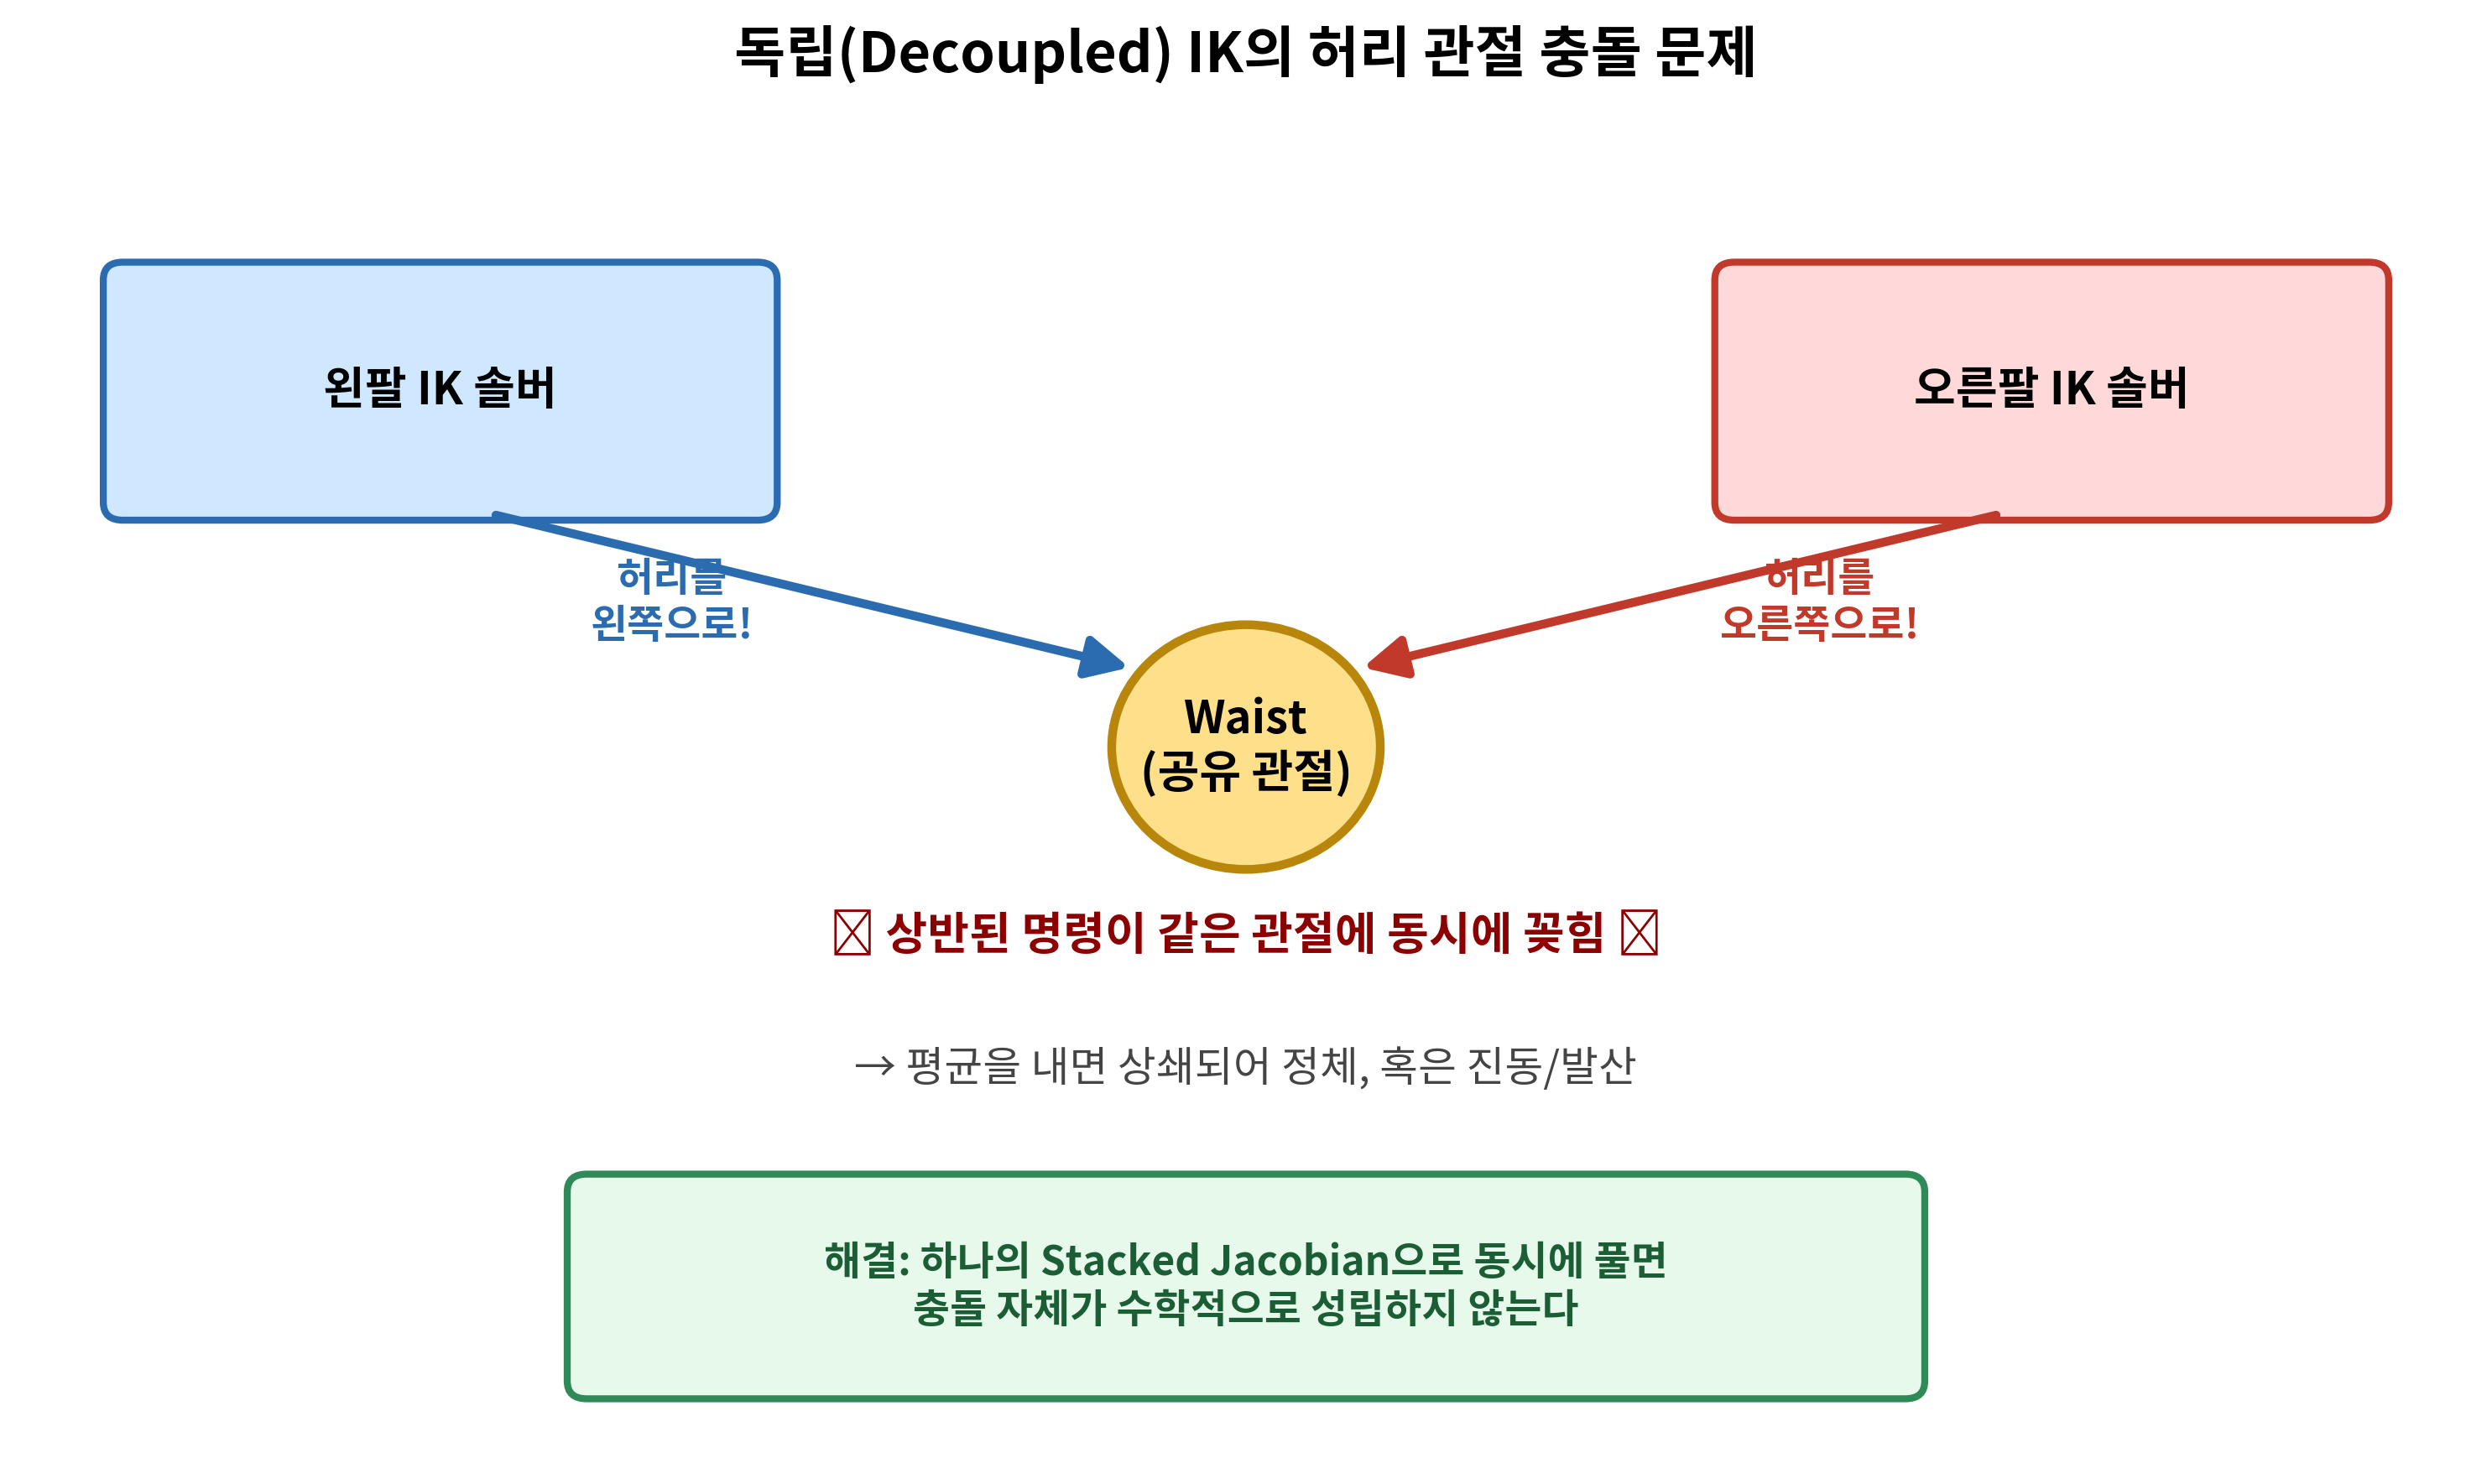 독립(Decoupled) IK의 허리 관절 충돌 문제
왼팔 IK 솔버
오른팔 IK 솔버
허리를
왼쪽으로!
허리를
오른쪽으로!
Waist
(공유 관절)
상반된 명령이 같은 관절에 동시에 꽂힘
→ 평균을 내면 상쇄되어 정체, 혹은 진동/발산
해결: 하나의 Stacked Jacobian으로 동시에 풀면
충돌 자체가 수학적으로 성립하지 않는다